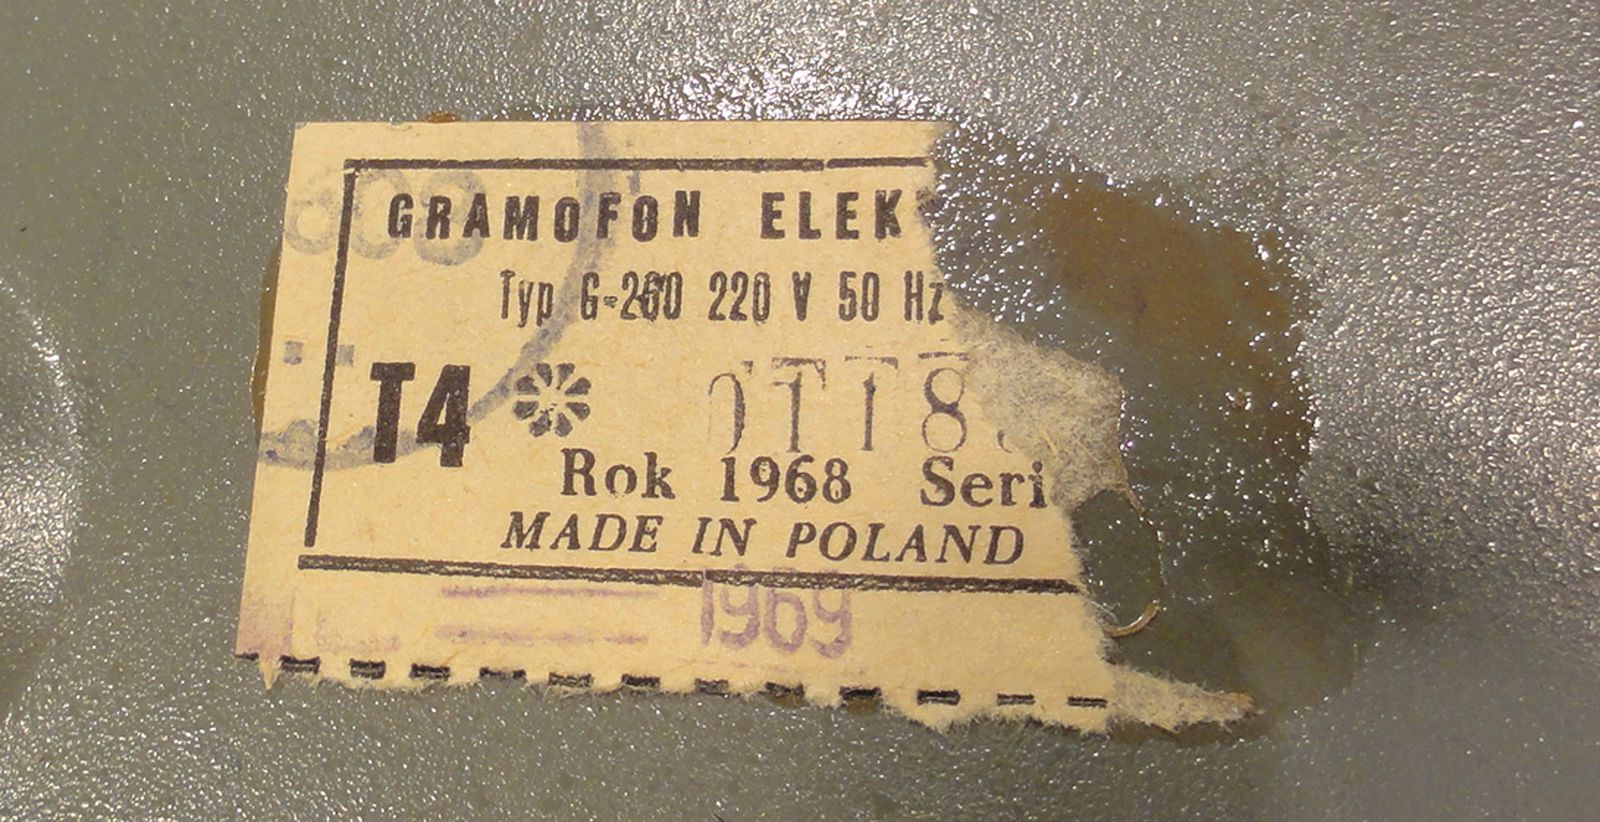 GRAMOFON ELEK
Typ G-260 220 V 50 Hz
T4
Rok 1968 Seri
MADE IN POLAND
1969